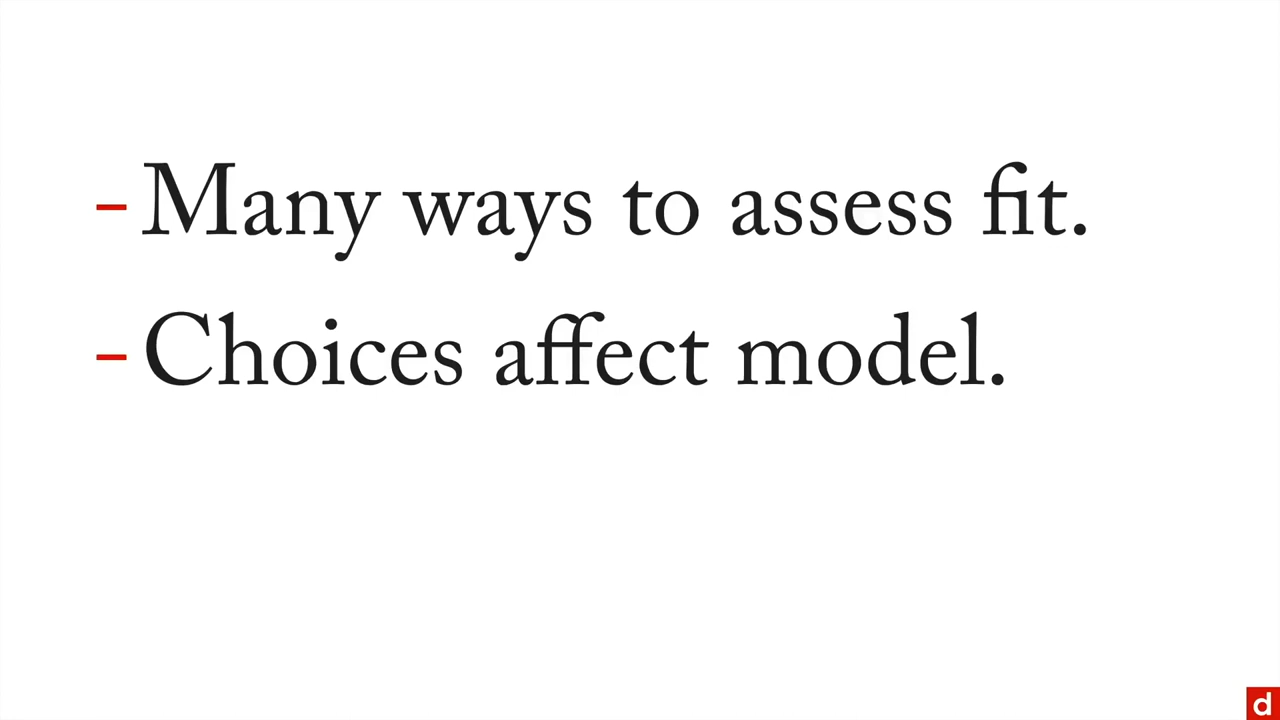 – Many ways to assess fit.
– Choices affect model.
d